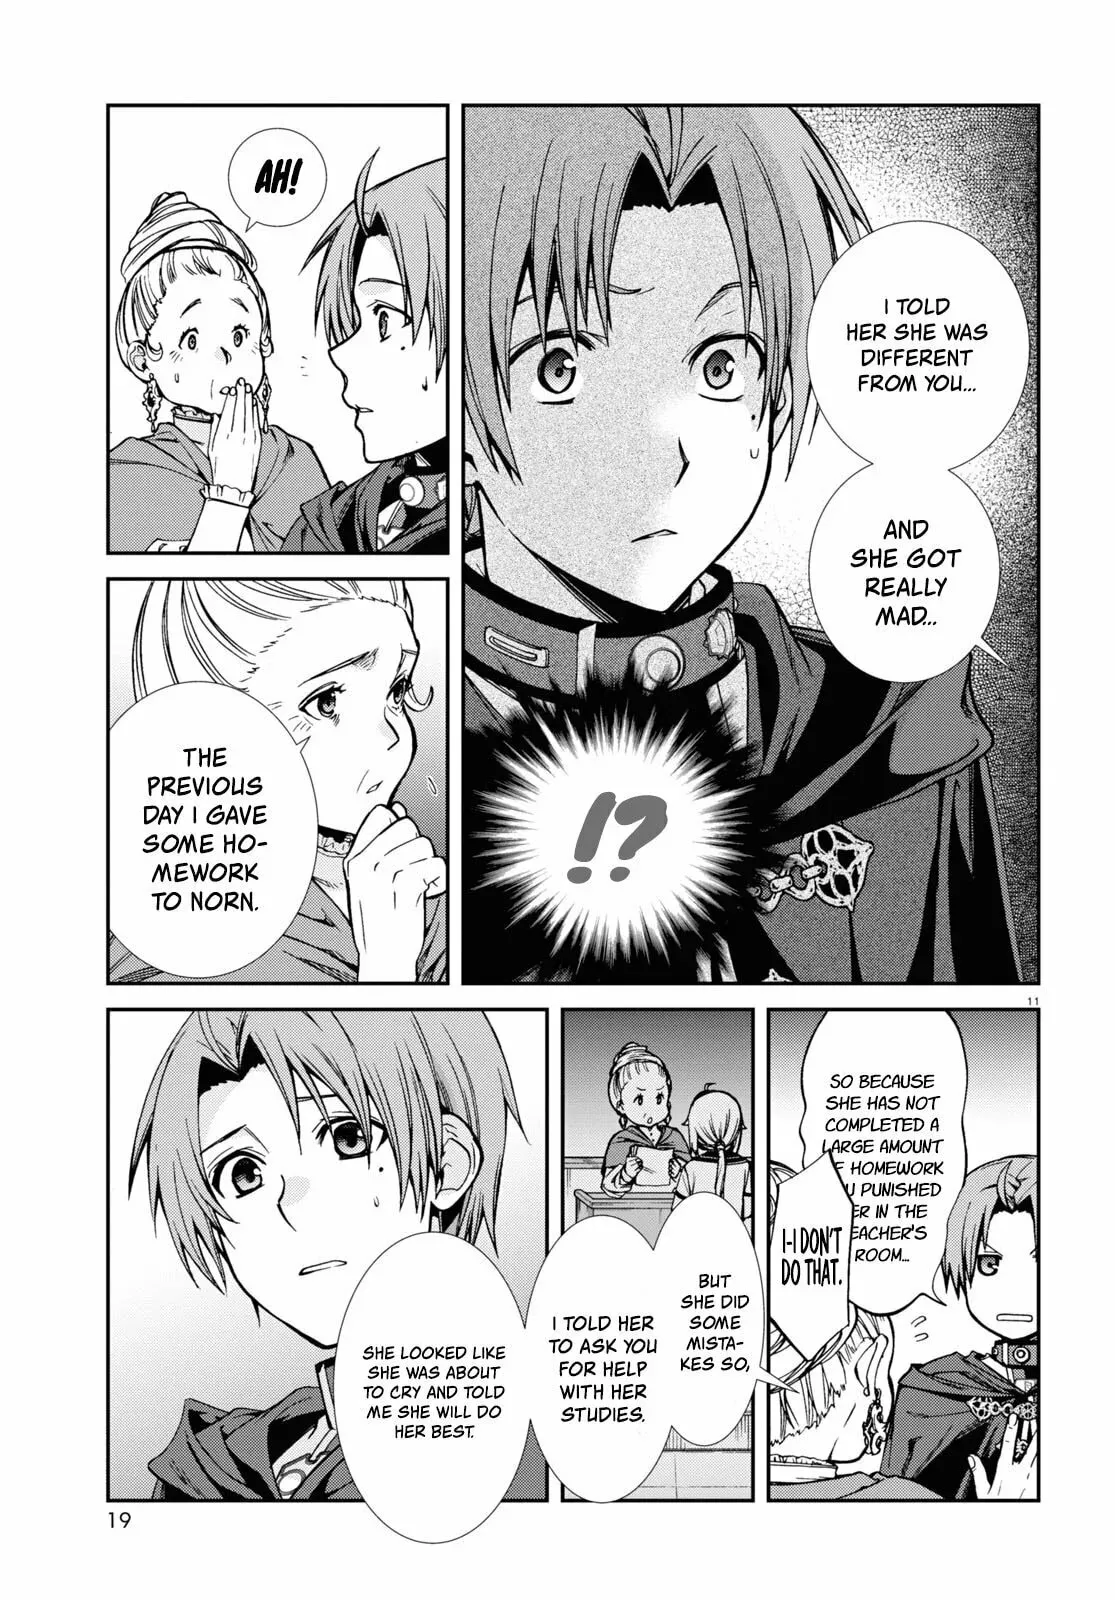 I TOLD
HER SHE WAS
DIFFERENT
FROM YOU...
AND
SHE GOT
REALLY
MAD...
!?
AH!
THE
PREVIOUS
DAY I GAVE
SOME HO-
MEWORK
TO NORN.
11
SO BECAUSE
SHE HAS NOT
COMPLETED A
LARGE AMOUNT
F HOMEWORK
U PUNISHED
ER IN THE
EACHER'S
ROOM...
I-I DON'T
DO THAT.
BUT
SHE DID
SOME
MISTA-
KES SO,
I TOLD HER
TO ASK YOU
FOR HELP
WITH HER
STUDIES.
SHE LOOKED LIKE
SHE WAS ABOUT
TO CRY AND TOLD
ME SHE WILL DO
HER BEST.
19